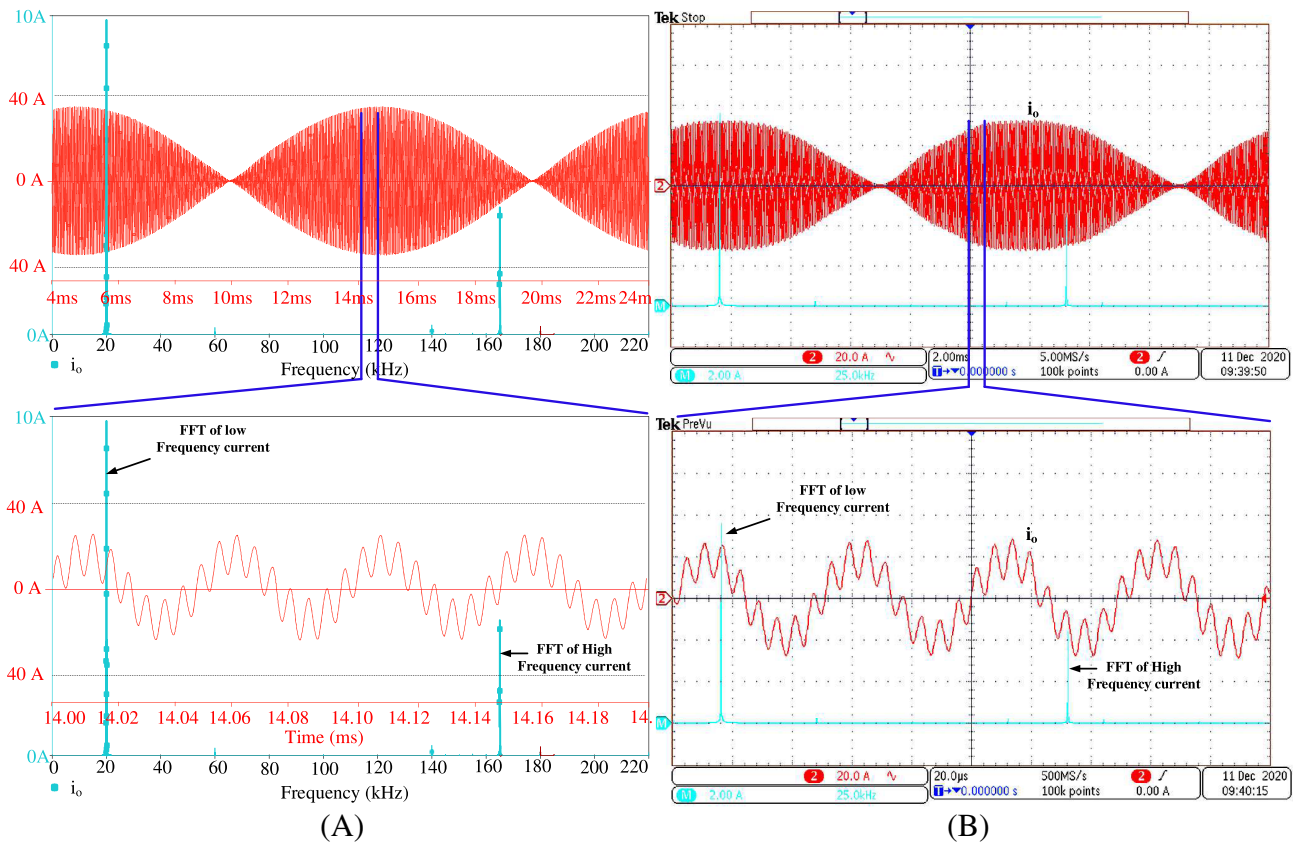 10A
40 A
0 A
40 A
4ms 6ms 8ms 10ms 12ms 14ms 16ms 18ms 20ms 22ms 24m
0A
0 20 40 60 80 100 120 140 160 180 200 220
i₀ Frequency (kHz)
Tek Stop
i₀
2
M
2 20.0 A 2.00ms 5.00MS/s 2 11 Dec 2020
M 2.00 A 25.0kHz T→▼0.000000 s 100k points 0.00 A 09:39:50
10A
FFT of low
Frequency current
40 A
0 A
FFT of High
Frequency current
40 A
14.00 14.02 14.04 14.06 14.08 14.10 14.12 14.14 14.16 14.18 14.
Time (ms)
0A
0 20 40 60 80 100 120 140 160 180 200 220
i₀ Frequency (kHz)
Tek PreVu
FFT of low
Frequency current
i₀
2
FFT of High
Frequency current
M
2 20.0 A 20.0µs 500MS/s 2 11 Dec 2020
M 2.00 A 25.0kHz T→▼0.000000 s 100k points 0.00 A 09:40:15
(A) (B)